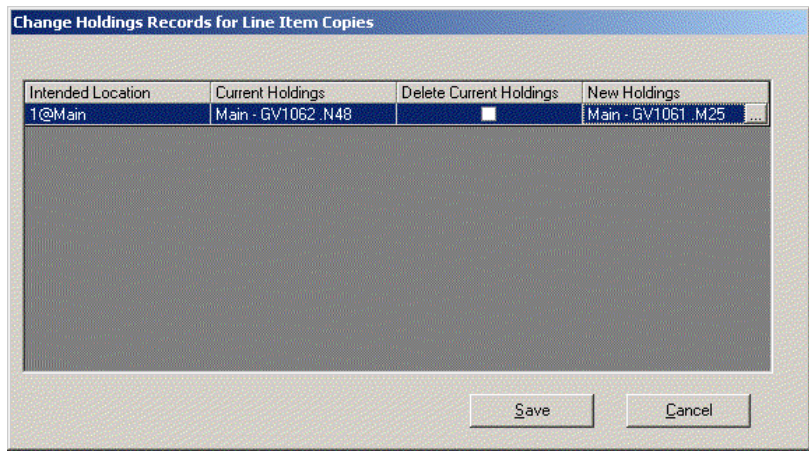 Change Holdings Records for Line Item Copies
Intended Location Current Holdings Delete Current Holdings New Holdings
1@Main Main - GV1062 .N48 Main - GV1061 .M25 ...
Save Cancel